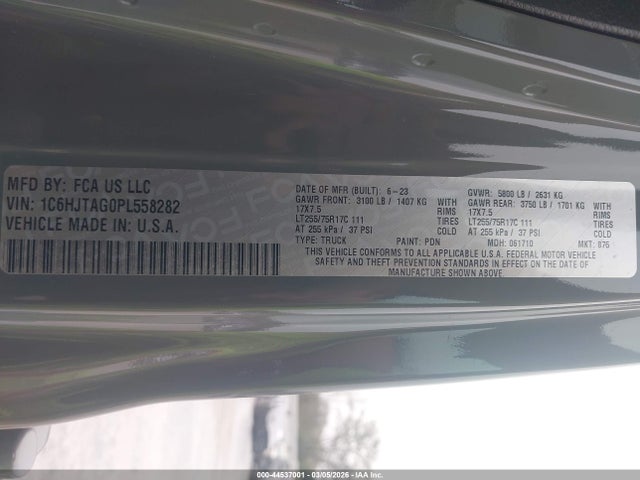 MFD BY: FCA US LLC
VIN: 1C6HJTAG0PL558282
VEHICLE MADE IN: U.S.A.
DATE OF MFR (BUILT): 6-23 GVWR: 5800 LB / 2631 KG
GAWR FRONT: 3100 LB / 1407 KG GAWR REAR: 3750 LB / 1701 KG
17X7.5 RIMS 17X7.5 RIMS
LT255/75R17C 111 TIRES LT255/75R17C 111 TIRES
AT 255 KPA / 37 PSI COLD AT 255 KPA / 37 PSI COLD
TYPE: TRUCK PAINT: PDN MDH: 061710 MKT: 876
THIS VEHICLE CONFORMS TO ALL APPLICABLE U.S.A. FEDERAL MOTOR VEHICLE
SAFETY AND THEFT PREVENTION STANDARDS IN EFFECT ON THE DATE OF
MANUFACTURE SHOWN ABOVE.
000-44537001 - 03/05/2026 - PROPERTY OF IAA, INC.